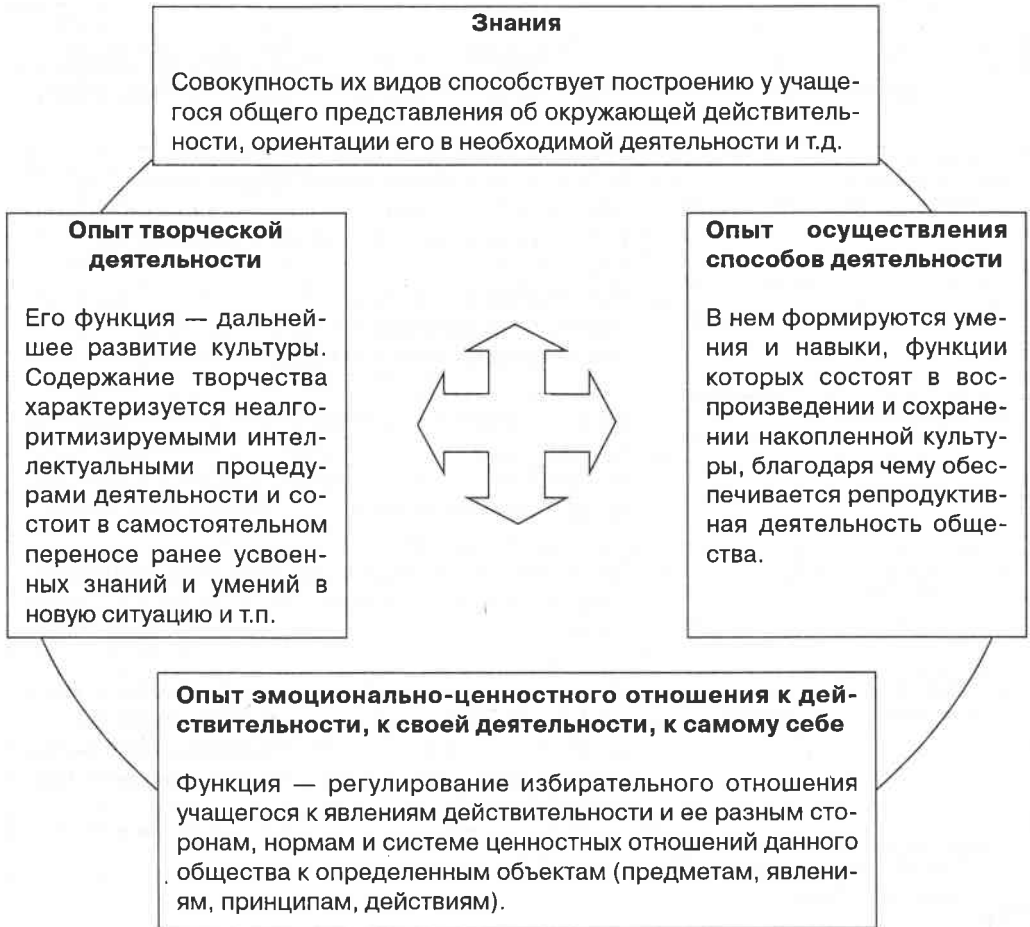 Знания
Совокупность их видов способствует построению у учаще-
гося общего представления об окружающей действитель-
ности, ориентации его в необходимой деятельности и т.д.
Опыт творческой
деятельности
Его функция — дальней-
шее развитие культуры.
Содержание творчества
характеризуется неалго-
ритмизируемыми интел-
лектуальными процеду-
рами деятельности и со-
стоит в самостоятельном
переносе ранее усвоен-
ных знаний и умений в
новую ситуацию и т.п.
Опыт осуществления
способов деятельности
В нем формируются уме-
ния и навыки, функции
которых состоят в вос-
произведении и сохране-
нии накопленной культу-
ры, благодаря чему обес-
печивается репродуктив-
ная деятельность обще-
ства.
Опыт эмоционально-ценностного отношения к дей-
ствительности, к своей деятельности, к самому себе
Функция — регулирование избирательного отношения
учащегося к явлениям действительности и ее разным сто-
ронам, нормам и системе ценностных отношений данного
общества к определенным объектам (предметам, явлени-
ям, принципам, действиям).